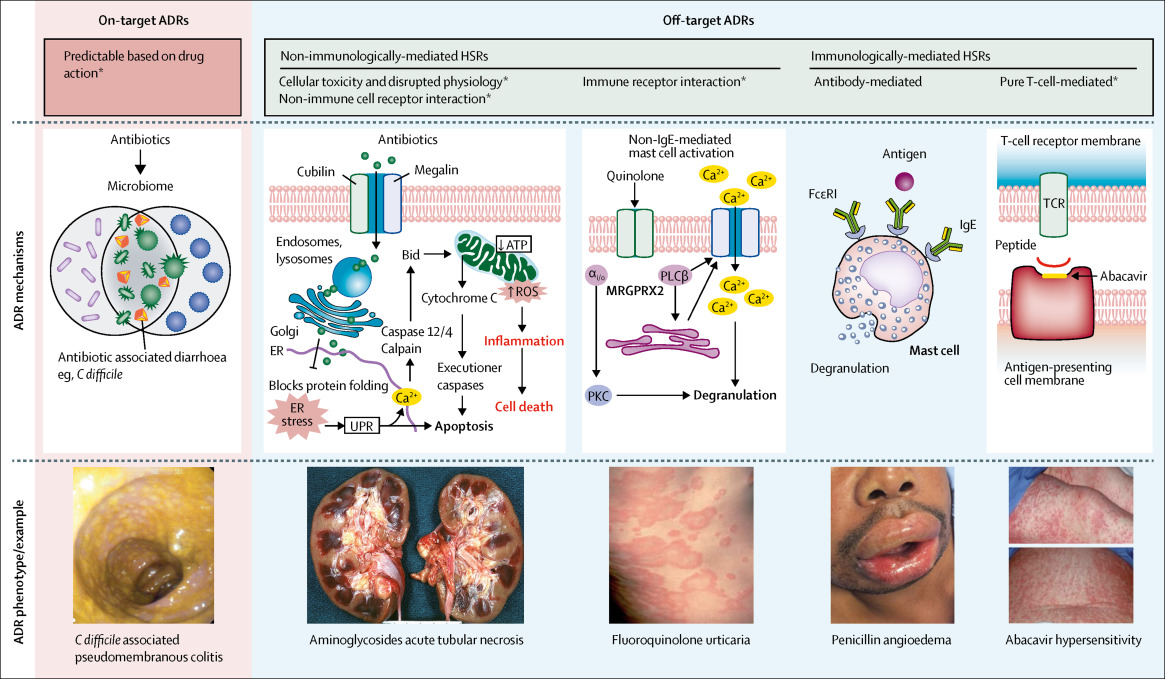 On-target ADRs
Off-target ADRs
Predictable based on drug
action*
Non-immunologically-mediated HSRs
Cellular toxicity and disrupted physiology*
Non-immune cell receptor interaction*
Immune receptor interaction*
Immunologically-mediated HSRs
Antibody-mediated
Pure T-cell-mediated*
ADR mechanisms
Antibiotics
Microbiome
Antibiotic associated diarrhoea
eg, C difficile
Antibiotics
Cubilin
Megalin
Endosomes,
lysosomes
Golgi
ER
Blocks protein folding
ER
stress
UPR
Ca²⁺
Caspase 12/4
Calpain
Bid
↓ATP
↑ROS
Cytochrome C
Executioner
caspases
Apoptosis
Inflammation
Cell death
Non-IgE-mediated
mast cell activation
Quinolone
Ca²⁺
Ca²⁺
Ca²⁺
αi/o
MRGPRX2
PLCβ
Ca²⁺
Ca²⁺
Ca²⁺
PKC
Degranulation
Antigen
FcεRI
IgE
Mast cell
Degranulation
T-cell receptor membrane
TCR
Peptide
Abacavir
Antigen-presenting
cell membrane
ADR phenotype/example
C difficile associated
pseudomembranous colitis
Aminoglycosides acute tubular necrosis
Fluoroquinolone urticaria
Penicillin angioedema
Abacavir hypersensitivity